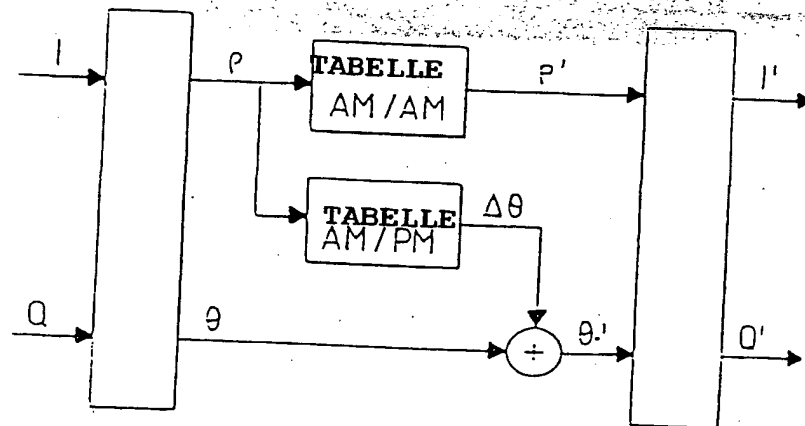 I
ρ
TABELLE
AM/AM
ρ'
I'
TABELLE
AM/PM
Δθ
Q
θ
÷
θ'
Q'